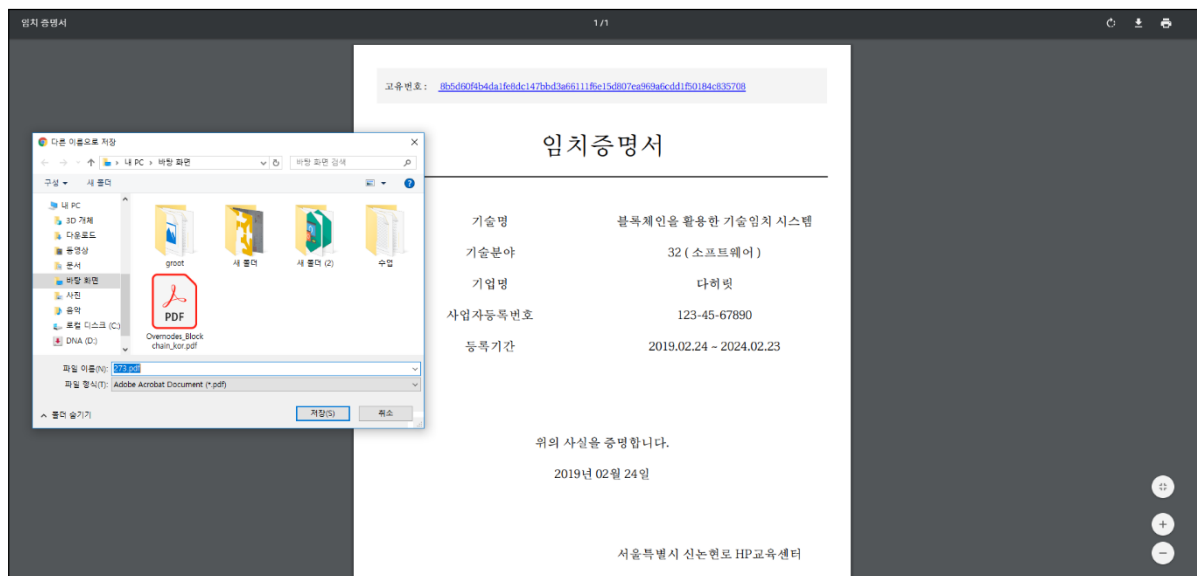 임치 증명서
1 / 1
고유번호 : 8b5d60f4b4da1fe8dc147bbd3a66111f6e15d807ea969a6cdd1f50184c835708
임치증명서
기술명 블록체인을 활용한 기술임치 시스템
기술분야 32 ( 소프트웨어 )
기업명 다히릿
사업자등록번호 123-45-67890
등록기간 2019.02.24 ~ 2024.02.23
위의 사실을 증명합니다.
2019년 02월 24일
서울특별시 신논현로 HP교육센터
다른 이름으로 저장
내 PC > 바탕 화면
바탕 화면 검색
구성 새 폴더
내 PC
3D 개체
다운로드
동영상
문서
바탕 화면
사진
음악
로컬 디스크 (C:)
DNA (D:)
groot
새 폴더
새 폴더 (2)
수업
PDF
Overnodes_Block
chain_kor.pdf
파일 이름(N): 273.pdf
파일 형식(T): Adobe Acrobat Document (*.pdf)
폴더 숨기기
저장(S)
취소